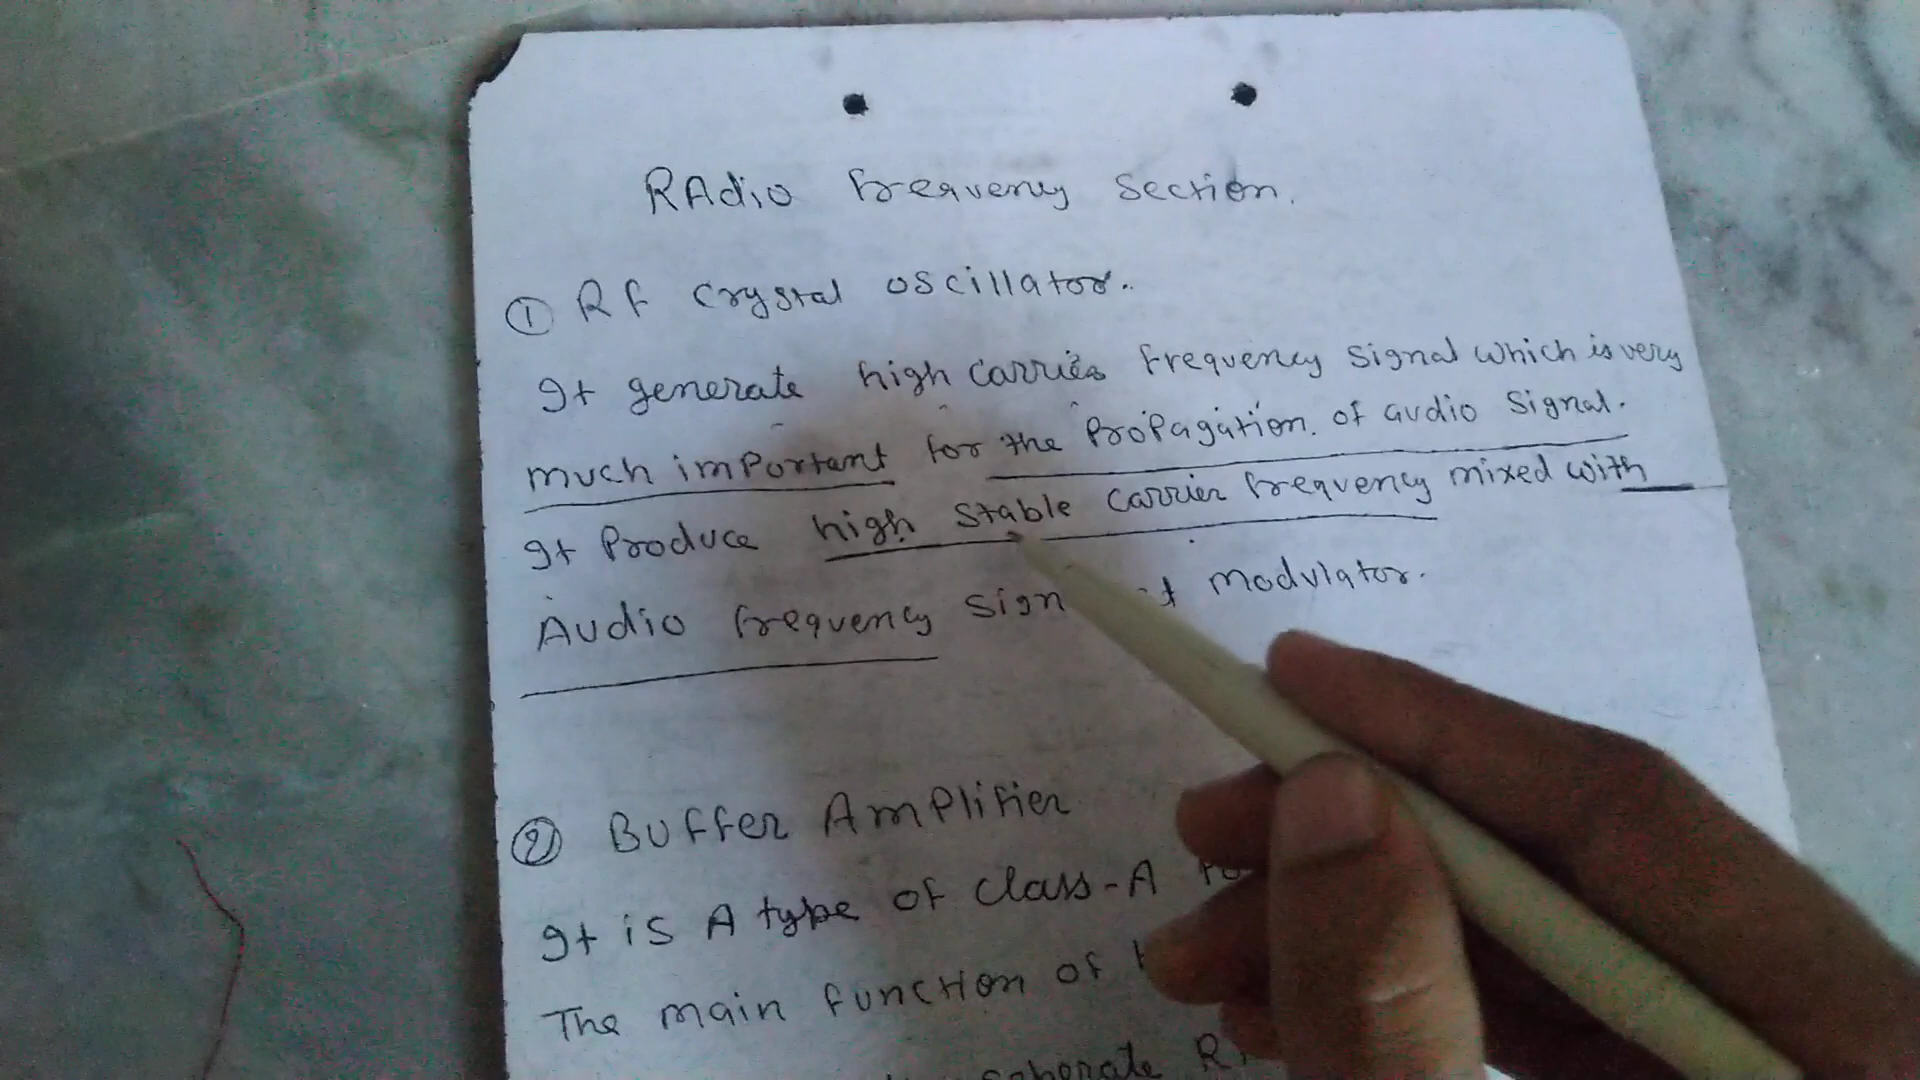 RAdio frequency section.
① RF Crystal oscillator.
It generate high carrier frequency signal which is very
much important for the propagation. of audio signal.
It produce high stable carrier frequency mixed with
Audio frequency sign modulator.
② Buffer Amplifier
It is A type of class-A
The main function of
seperate R